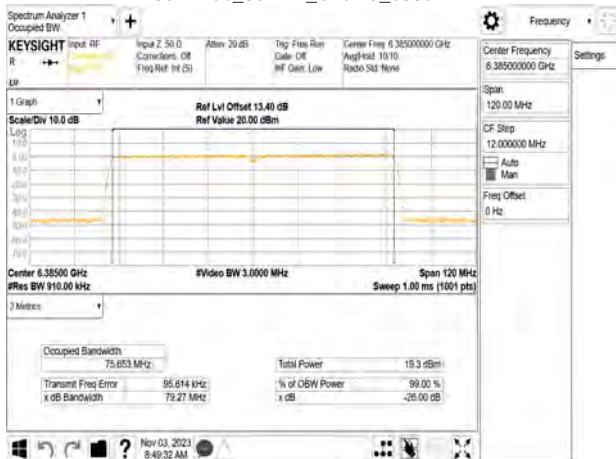 Spectrum Analyzer 1
Occupied BW
+
Frequency
KEYSIGHT
Input: RF
Input Z: 50 Ω
Corrections: Off
Freq Ref: Int (S)
Atten: 20 dB
Trig: Free Run
Gate: Off
#IF Gain: Low
Center Freq: 6.385000000 GHz
Avg|Hold: 10/10
Radio Std: None
Center Frequency
6.385000000 GHz
Settings
Span
120.00 MHz
CF Step
12.000000 MHz
Auto
Man
Freq Offset
0 Hz
1 Graph
Scale/Div 10.0 dB
Ref Lvl Offset 13.40 dB
Ref Value 20.00 dBm
Log
Center 6.38500 GHz
#Res BW 910.00 kHz
#Video BW 3.0000 MHz
Span 120 MHz
Sweep 1.00 ms (1001 pts)
2 Metrics
Occupied Bandwidth
75.653 MHz
Total Power 19.3 dBm
Transmit Freq Error 95.614 kHz
% of OBW Power 99.00 %
x dB Bandwidth 79.27 MHz
x dB -26.00 dB
?
Nov 03, 2023
8:49:32 AM